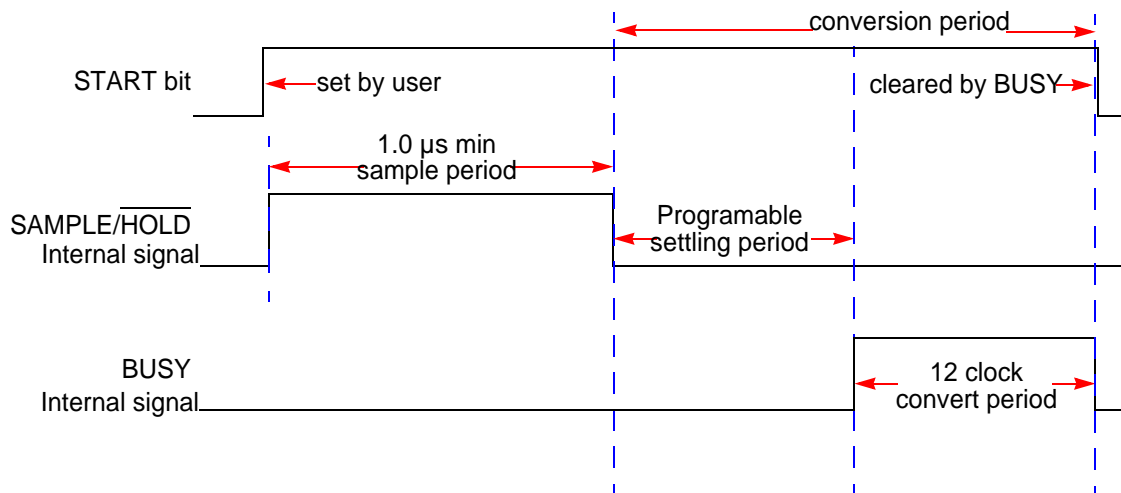 conversion period
START bit
set by user
cleared by BUSY
1.0 µs min
sample period
SAMPLE/HOLD
Internal signal
Programable
settling period
BUSY
Internal signal
12 clock
convert period